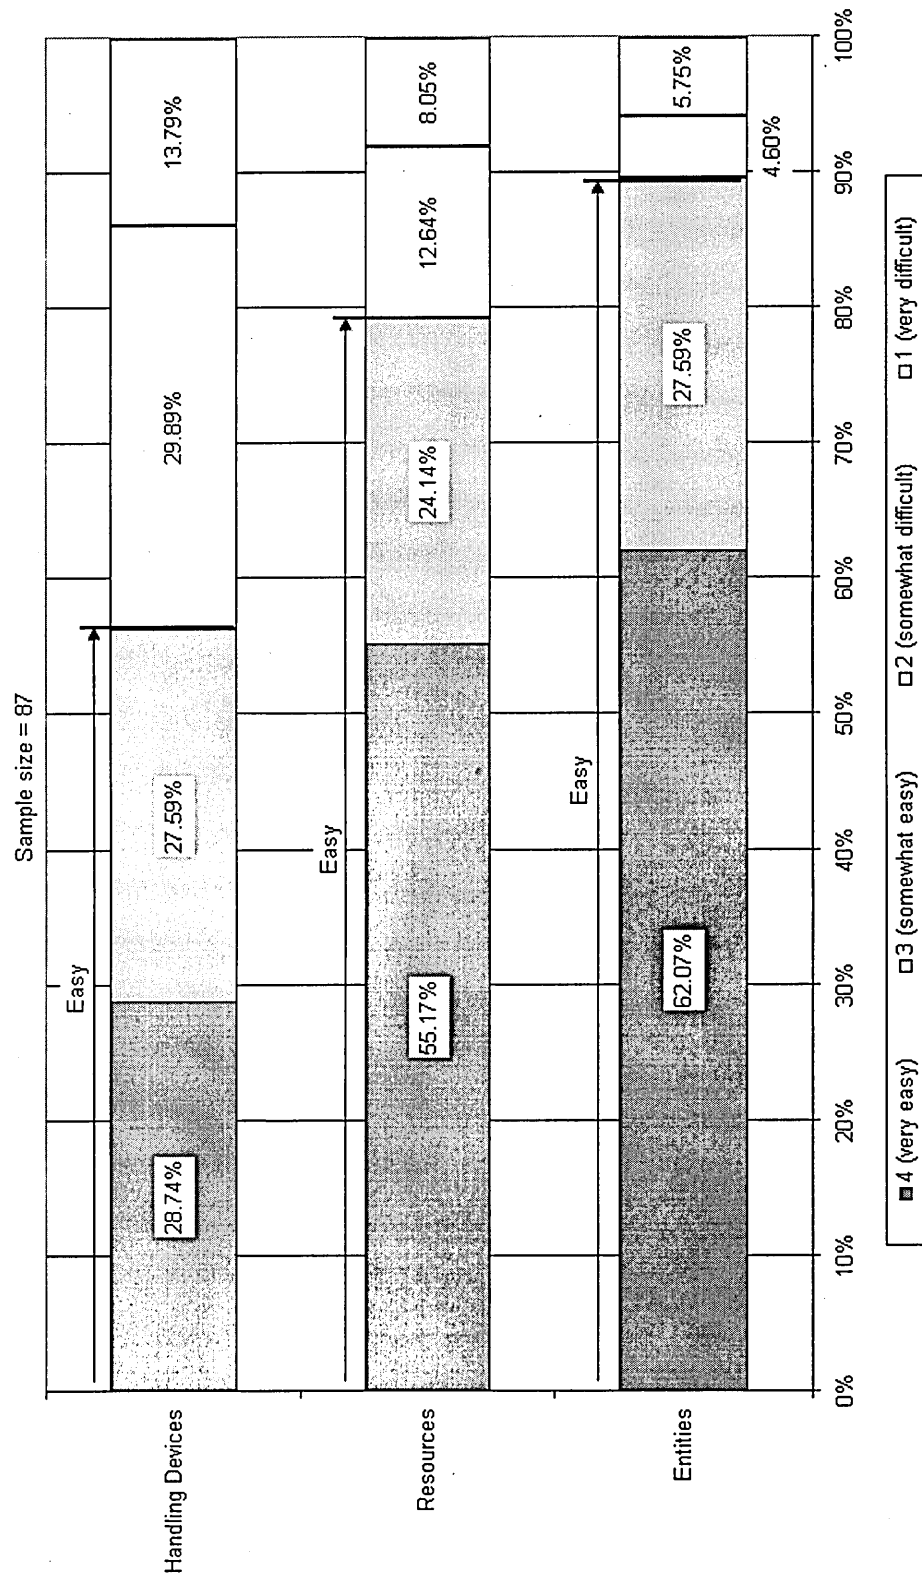 Sample size = 87
Handling Devices
Easy
28.74%
27.59%
29.89%
13.79%
Resources
Easy
55.17%
24.14%
12.64%
8.05%
Entities
Easy
62.07%
27.59%
4.60%
5.75%
0% 10% 20% 30% 40% 50% 60% 70% 80% 90% 100%
4 (very easy) 3 (somewhat easy) 2 (somewhat difficult) 1 (very difficult)